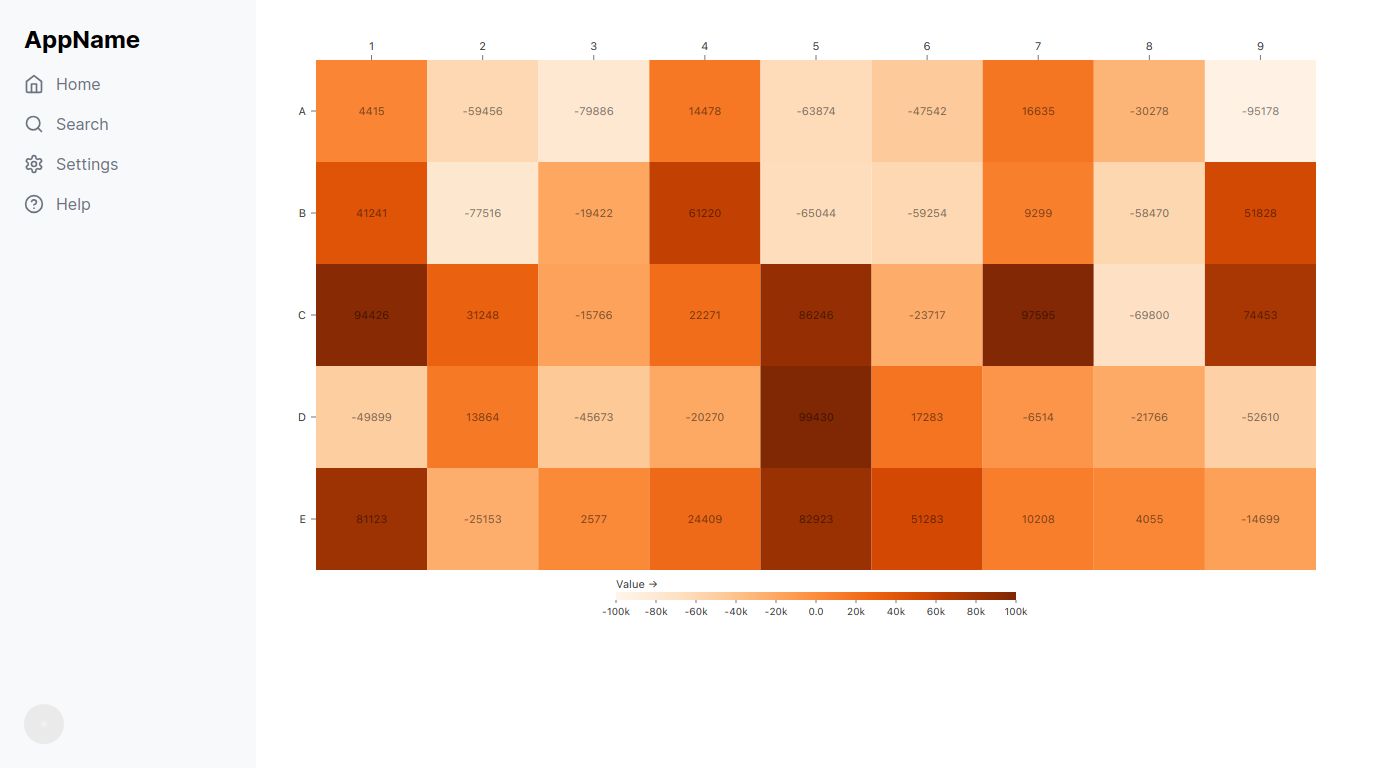 AppName
Home
Search
Settings
Help
1 2 3 4 5 6 7 8 9
A 4415 -59456 -79886 14478 -63874 -47542 16635 -30278 -95178
B 41241 -77516 -19422 61220 -65044 -59254 9299 -58470 51828
C 94426 31248 -15766 22271 86246 -23717 97595 -69800 74453
D -49899 13864 -45673 -20270 99430 17283 -6514 -21766 -52610
E 81123 -25153 2577 24409 82923 51283 10208 4055 -14699
Value →
-100k -80k -60k -40k -20k 0.0 20k 40k 60k 80k 100k